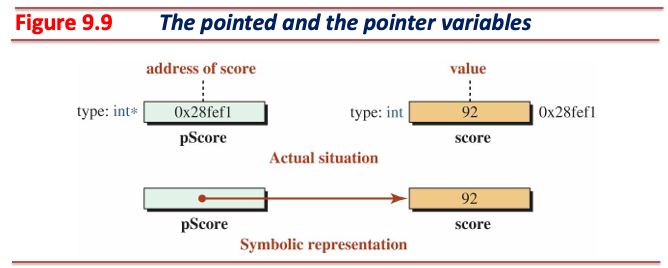 Figure 9.9 The pointed and the pointer variables
address of score value
type: int* 0x28fef1 type: int 92 0x28fef1
pScore score
Actual situation
92
pScore score
Symbolic representation